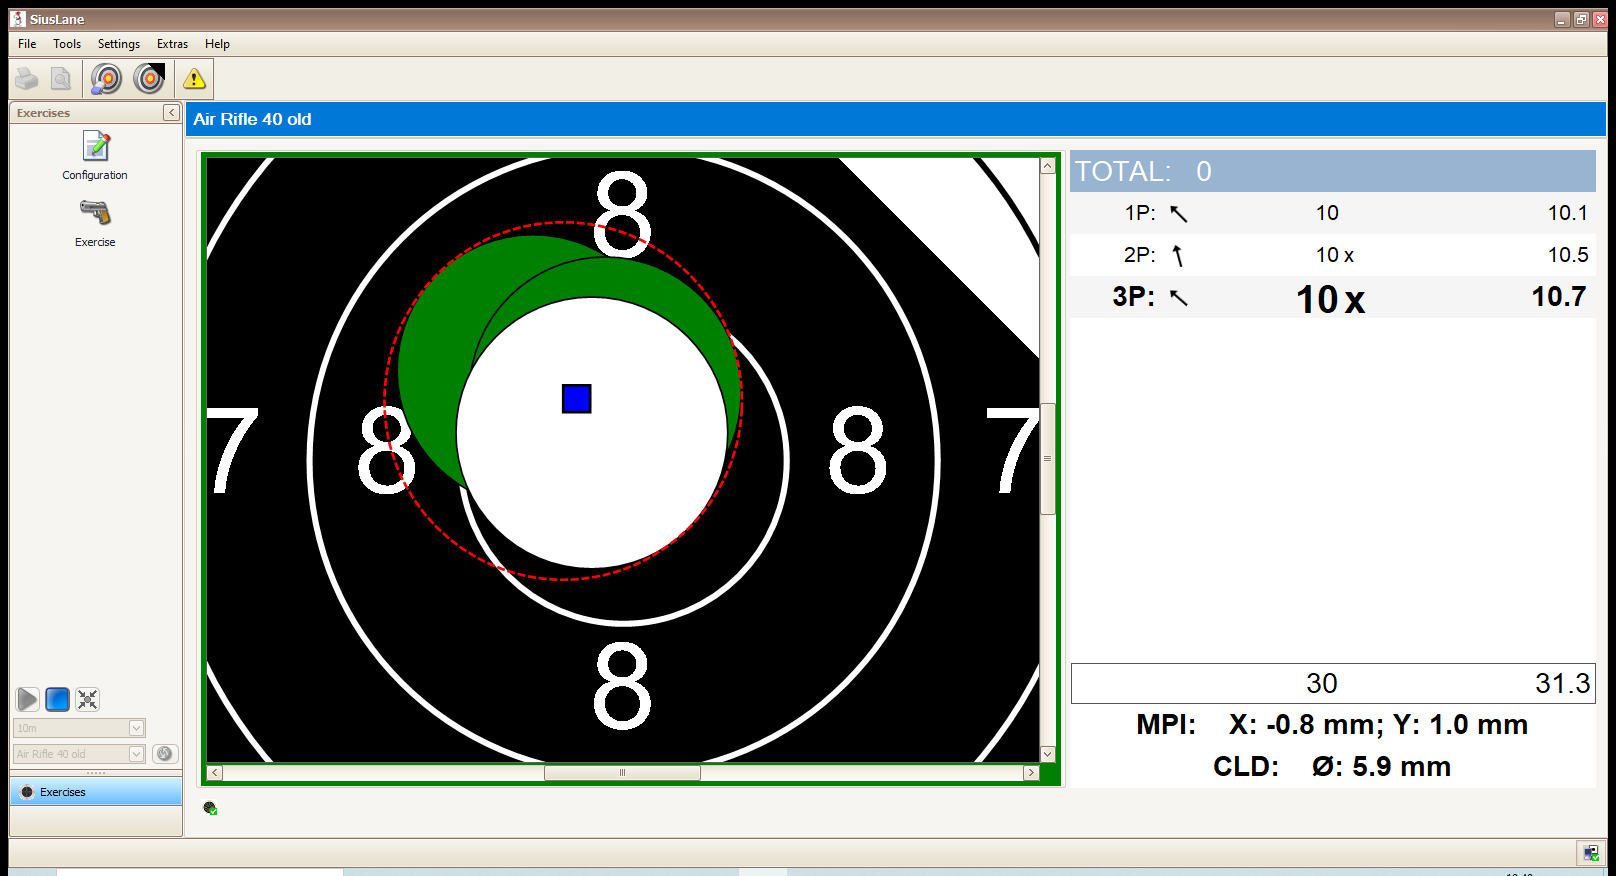 SiusLane
File Tools Settings Extras Help
Exercises
Configuration
Exercise
10m
Air Rifle 40 old
Exercises
Air Rifle 40 old
8
7 8 8 7
8
TOTAL: 0
1P: 10 10.1
2P: 10 x 10.5
3P: 10 x 10.7
30 31.3
MPI: X: -0.8 mm; Y: 1.0 mm
CLD: Ø: 5.9 mm